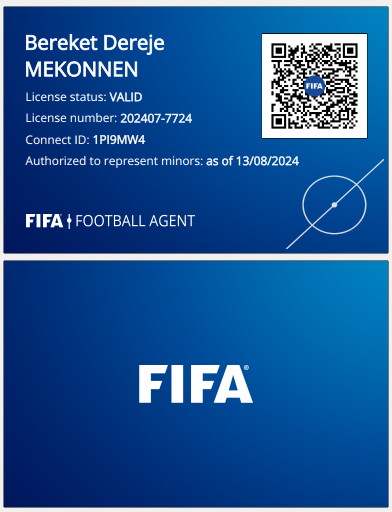 Bereket Dereje
MEKONNEN
License status: VALID
License number: 202407-7724
Connect ID: 1PI9MW4
Authorized to represent minors: as of 13/08/2024
FIFA
FIFA FOOTBALL AGENT
FIFA®